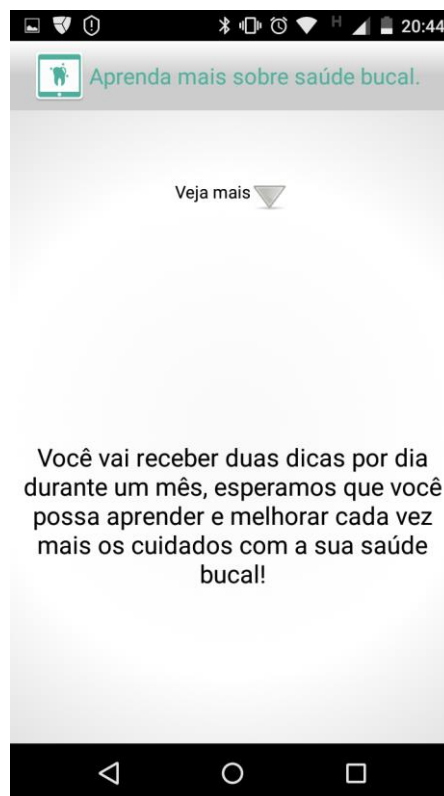 H 20:44
Aprenda mais sobre saúde bucal.
Veja mais
Você vai receber duas dicas por dia
durante um mês, esperamos que você
possa aprender e melhorar cada vez
mais os cuidados com a sua saúde
bucal!